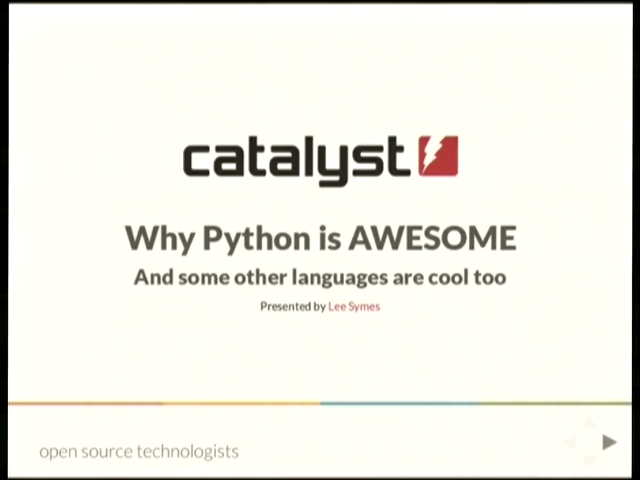 catalyst
Why Python is AWESOME
And some other languages are cool too
Presented by Lee Symes
open source technologists